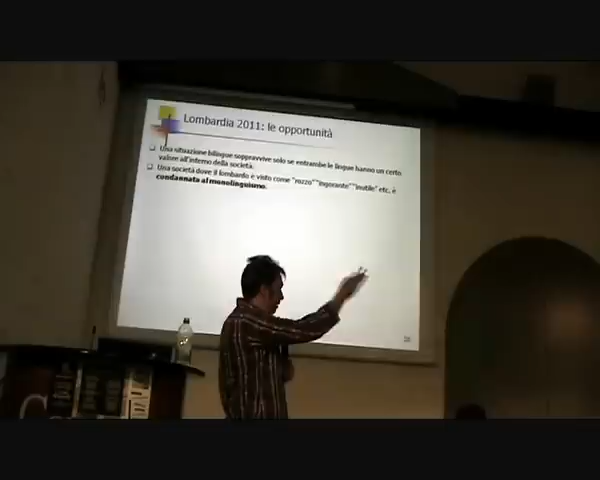 Lombardia 2011: le opportunità
❑ Una situazione bilingue sopravvive solo se entrambe le lingue hanno un certo
valore all'interno della società.
❑ Una società dove il lombardo è visto come "rozzo" "ingorante" "inutile" etc. è
condannata al monolinguismo.